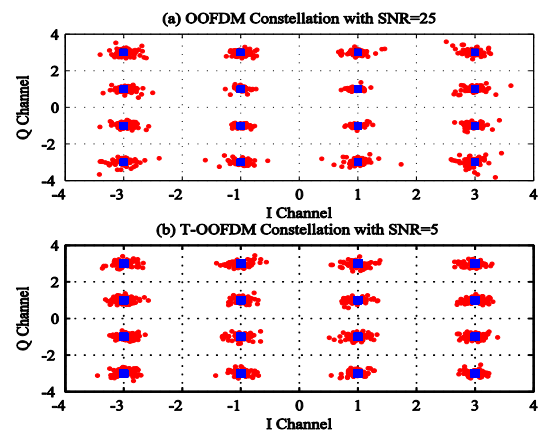 (a) OOFDM Constellation with SNR=25
4
2
0
-2
-4
Q Channel
-4 -3 -2 -1 0 1 2 3 4
I Channel
(b) T-OOFDM Constellation with SNR=5
4
2
0
-2
-4
Q Channel
-4 -3 -2 -1 0 1 2 3 4
I Channel